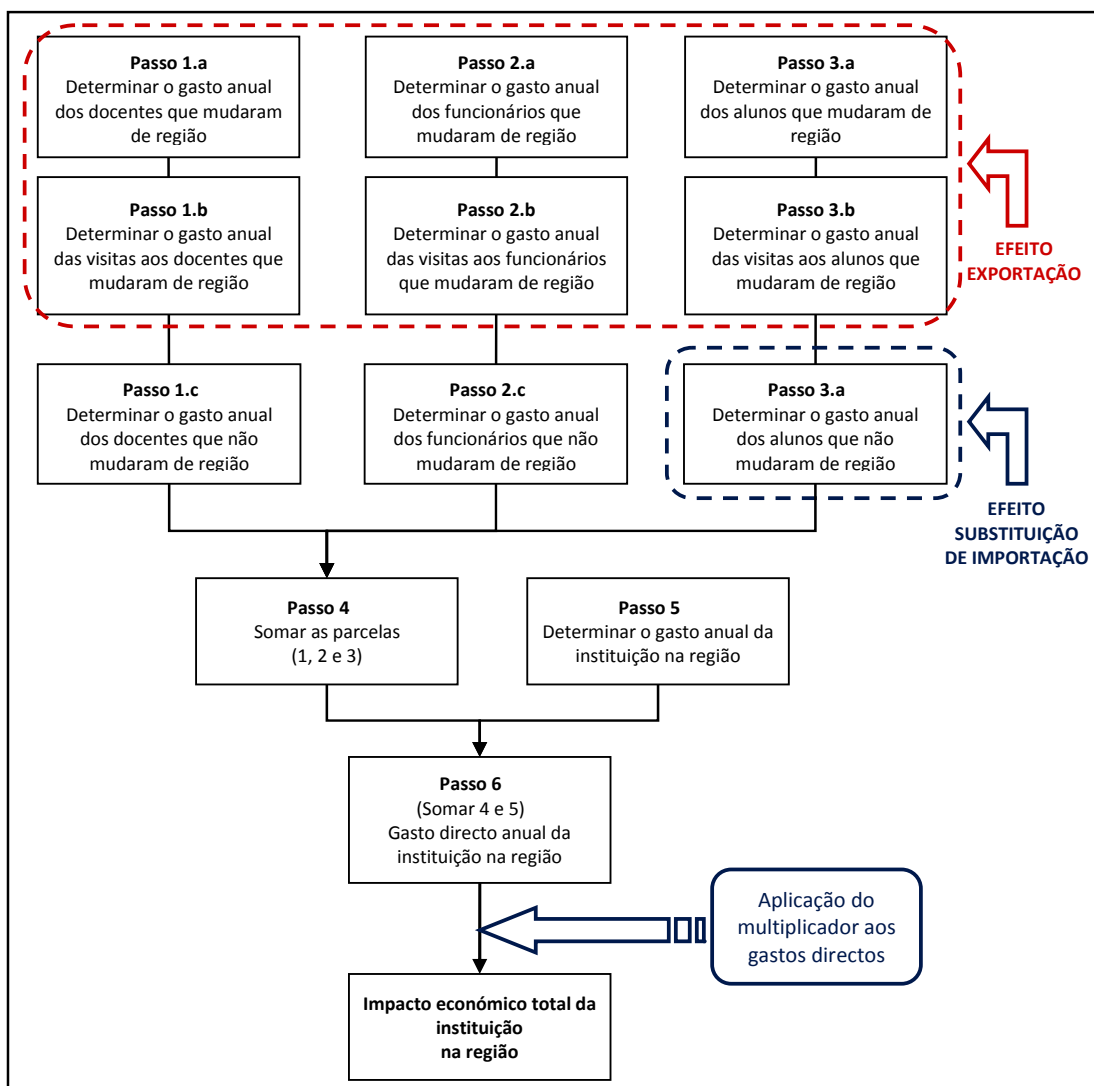 Passo 1.a
Determinar o gasto anual
dos docentes que mudaram
de região
Passo 2.a
Determinar o gasto anual
dos funcionários que
mudaram de região
Passo 3.a
Determinar o gasto anual
dos alunos que mudaram de
região
Passo 1.b
Determinar o gasto anual
das visitas aos docentes que
mudaram de região
Passo 2.b
Determinar o gasto anual
das visitas aos funcionários
que mudaram de região
Passo 3.b
Determinar o gasto anual
das visitas aos alunos que
mudaram de região
EFEITO
EXPORTAÇÃO
Passo 1.c
Determinar o gasto anual
dos docentes que não
mudaram de região
Passo 2.c
Determinar o gasto anual
dos funcionários que não
mudaram de região
Passo 3.a
Determinar o gasto anual
dos alunos que não
mudaram de região
EFEITO
SUBSTITUIÇÃO
DE IMPORTAÇÃO
Passo 4
Somar as parcelas
(1, 2 e 3)
Passo 5
Determinar o gasto anual da
instituição na região
Passo 6
(Somar 4 e 5)
Gasto directo anual da
instituição na região
Aplicação do
multiplicador aos
gastos directos
Impacto económico total da
instituição
na região